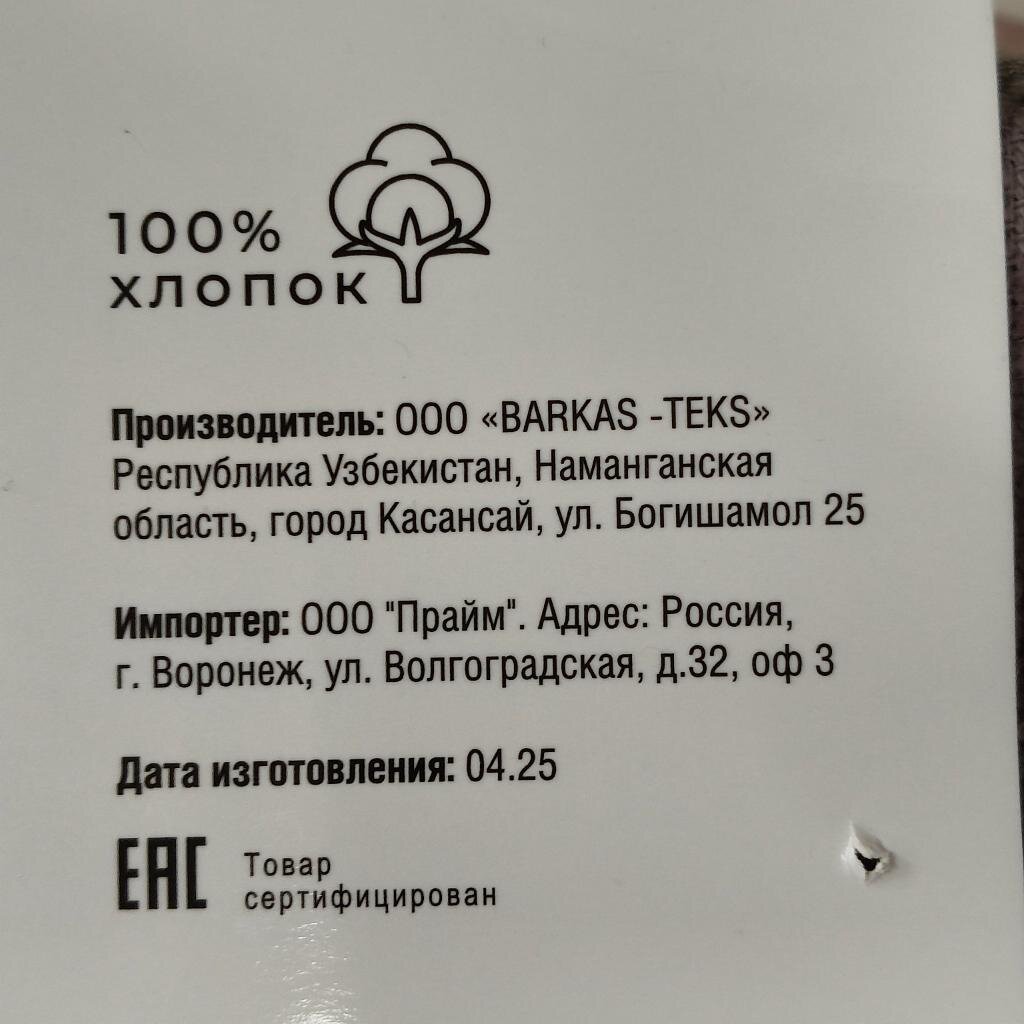 100%
ХЛОПОК
Производитель: ООО «BARKAS -TEKS»
Республика Узбекистан, Наманганская
область, город Касансай, ул. Богишамол 25
Импортер: ООО "Прайм". Адрес: Россия,
г. Воронеж, ул. Волгоградская, д.32, оф 3
Дата изготовления: 04.25
ЕАС Товар
сертифицирован